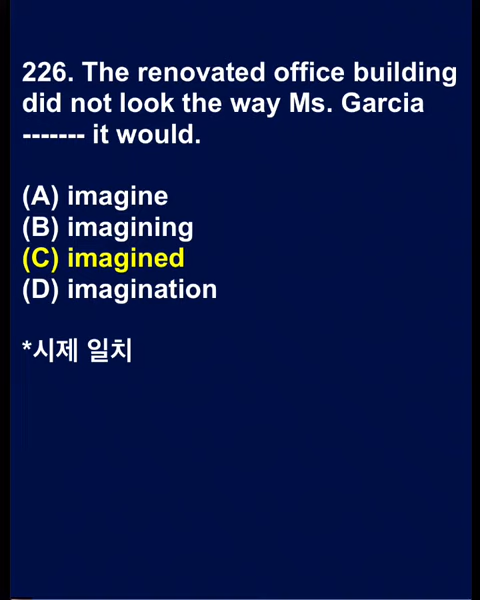 226. The renovated office building
did not look the way Ms. Garcia
------- it would.
(A) imagine
(B) imagining
(C) imagined
(D) imagination
*시제 일치